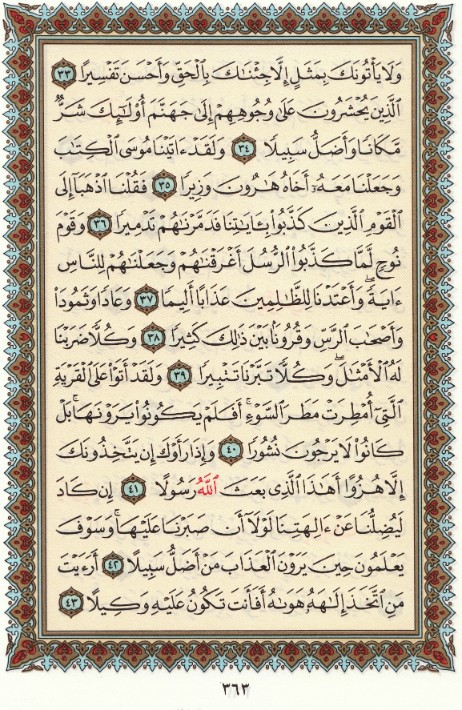 وَلَا يَأْتُونَكَ بِمَثَلٍ إِلَّا جِئْنَٰكَ بِٱلْحَقِّ وَأَحْسَنَ تَفْسِيرًا ٣٣
ٱلَّذِينَ يُحْشَرُونَ عَلَىٰ وُجُوهِهِمْ إِلَىٰ جَهَنَّمَ أُو۟لَٰٓئِكَ شَرٌّ
مَّكَانًا وَأَضَلُّ سَبِيلًا ٣٤ وَلَقَدْ ءَاتَيْنَا مُوسَى ٱلْكِتَٰبَ
وَجَعَلْنَا مَعَهُۥٓ أَخَاهُ هَٰرُونَ وَزِيرًا ٣٥ فَقُلْنَا ٱذْهَبَآ إِلَى
ٱلْقَوْمِ ٱلَّذِينَ كَذَّبُوا۟ بِـَٔايَٰتِنَا فَدَمَّرْنَٰهُمْ تَدْمِيرًا ٣٦ وَقَوْمَ
نُوحٍ لَّمَّا كَذَّبُوا۟ ٱلرُّسُلَ أَغْرَقْنَٰهُمْ وَجَعَلْنَٰهُمْ لِلنَّاسِ
ءَايَةً ۖ وَأَعْتَدْنَا لِلظَّٰلِمِينَ عَذَابًا أَلِيمًا ٣٧ وَعَادًا وَثَمُودَا۟
وَأَصْحَٰبَ ٱلرَّسِّ وَقُرُونًۢا بَيْنَ ذَٰلِكَ كَثِيرًا ٣٨ وَكُلًّا ضَرَبْنَا
لَهُ ٱلْأَمْثَٰلَ ۖ وَكُلًّا تَبَّرْنَا تَتْبِيرًا ٣٩ وَلَقَدْ أَتَوْا۟ عَلَى ٱلْقَرْيَةِ
ٱلَّتِىٓ أُمْطِرَتْ مَطَرَ ٱلسَّوْءِ ۚ أَفَلَمْ يَكُونُوا۟ يَرَوْنَهَا ۚ بَلْ
كَانُوا۟ لَا يَرْجُونَ نُشُورًا ٤٠ وَإِذَا رَأَوْكَ إِن يَتَّخِذُونَكَ
إِلَّا هُزُوًا أَهَٰذَا ٱلَّذِى بَعَثَ ٱللَّهُ رَسُولًا ٤١ إِن كَادَ
لَيُضِلُّنَا عَنْ ءَالِهَتِنَا لَوْلَآ أَن صَبَرْنَا عَلَيْهَا ۚ وَسَوْفَ
يَعْلَمُونَ حِينَ يَرَوْنَ ٱلْعَذَابَ مَنْ أَضَلُّ سَبِيلًا ٤٢ أَرَءَيْتَ
مَنِ ٱتَّخَذَ إِلَٰهَهُۥ هَوَىٰهُ أَفَأَنتَ تَكُونُ عَلَيْهِ وَكِيلًا ٤٣
٣٦٣